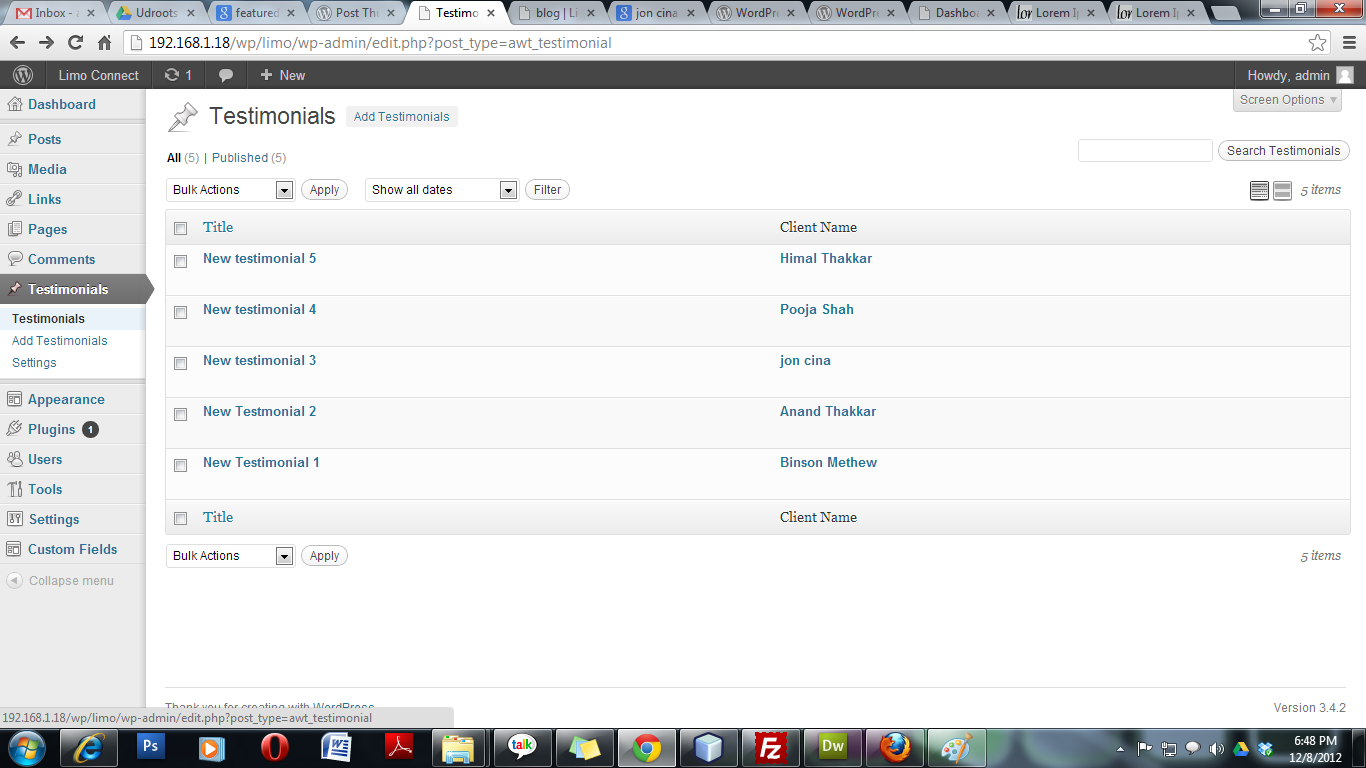 Inbox - a
Udroots
featured
Post Th
Testimo
blog | Li
jon cina
WordPre
WordPre
Dashboa
Lorem Ip
Lorem Ip
192.168.1.18/wp/limo/wp-admin/edit.php?post_type=awt_testimonial
Limo Connect 1 + New Howdy, admin
Dashboard
Posts
Media
Links
Pages
Comments
Testimonials
Testimonials
Add Testimonials
Settings
Appearance
Plugins 1
Users
Tools
Settings
Custom Fields
Collapse menu
Screen Options
Testimonials Add Testimonials
All (5) | Published (5)
Search Testimonials
Bulk Actions Apply Show all dates Filter 5 items
Title Client Name
New testimonial 5 Himal Thakkar
New testimonial 4 Pooja Shah
New testimonial 3 jon cina
New Testmonial 2 Anand Thakkar
New Testimonial 1 Binson Methew
Title Client Name
Bulk Actions Apply 5 items
Thank you for creating with WordPress.
Version 3.4.2
192.168.1.18/wp/limo/wp-admin/edit.php?post_type=awt_testimonial
Ps
talk
Fz
Dw
6:48 PM
12/8/2012